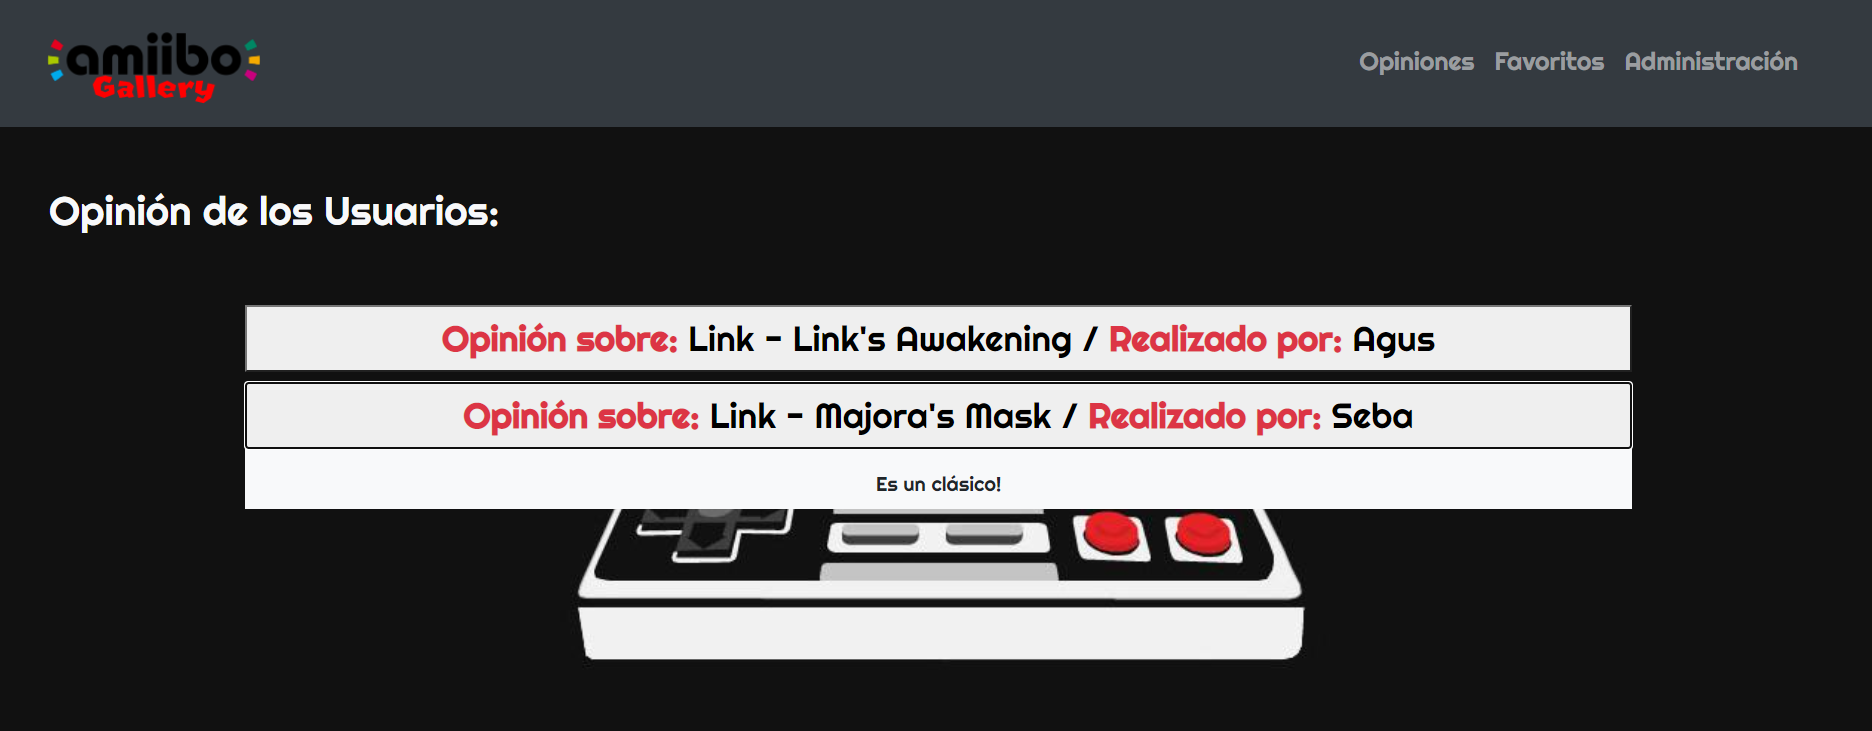 amiibo
Gallery
Opiniones Favoritos Administración
Opinión de los Usuarios:
Opinión sobre: Link - Link's Awakening / Realizado por: Agus
Opinión sobre: Link - Majora's Mask / Realizado por: Seba
Es un clásico!